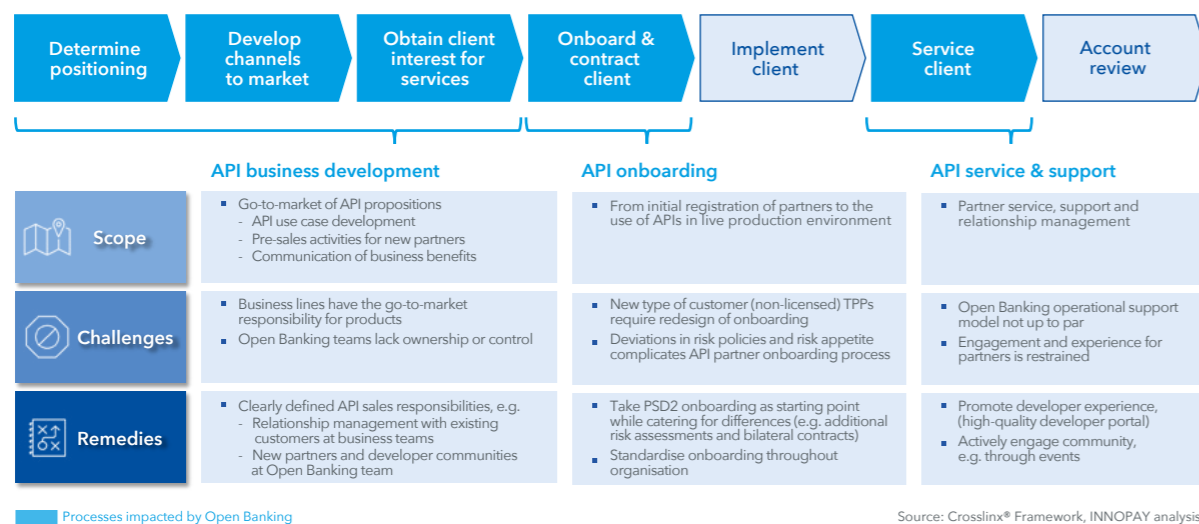 Determine
positioning
Develop
channels
to market
Obtain client
interest for
services
Onboard &
contract
client
Implement
client
Service
client
Account
review
API business development
API onboarding
API service & support
Scope
▪ Go-to-market of API propositions
- API use case development
- Pre-sales activities for new partners
- Communication of business benefits
▪ From initial registration of partners to the
use of APIs in live production environment
▪ Partner service, support and
relationship management
Challenges
▪ Business lines have the go-to-market
responsibility for products
▪ Open Banking teams lack ownership or control
▪ New type of customer (non-licensed) TPPs
require redesign of onboarding
▪ Deviations in risk policies and risk appetite
complicates API partner onboarding process
▪ Open Banking operational support
model not up to par
▪ Engagement and experience for
partners is restrained
Remedies
▪ Clearly defined API sales responsibilities, e.g.
- Relationship management with existing
customers at business teams
- New partners and developer communities
at Open Banking team
▪ Take PSD2 onboarding as starting point
while catering for differences (e.g. additional
risk assessments and bilateral contracts)
▪ Standardise onboarding throughout
organisation
▪ Promote developer experience,
(high-quality developer portal)
▪ Actively engage community,
e.g. through events
Processes impacted by Open Banking
Source: Crosslinx® Framework, INNOPAY analysis